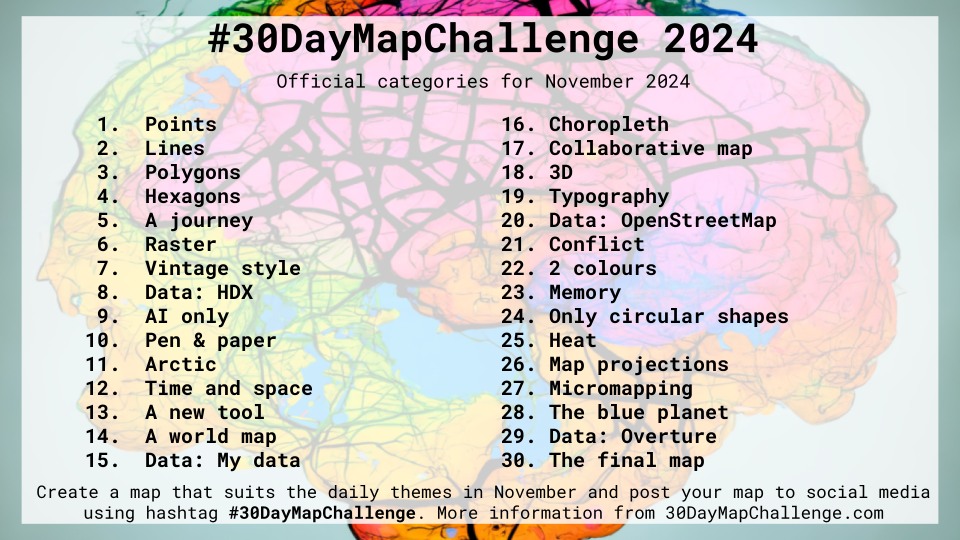 #30DayMapChallenge 2024
Official categories for November 2024
1. Points
2. Lines
3. Polygons
4. Hexagons
5. A journey
6. Raster
7. Vintage style
8. Data: HDX
9. AI only
10. Pen & paper
11. Arctic
12. Time and space
13. A new tool
14. A world map
15. Data: My data
16. Choropleth
17. Collaborative map
18. 3D
19. Typography
20. Data: OpenStreetMap
21. Conflict
22. 2 colours
23. Memory
24. Only circular shapes
25. Heat
26. Map projections
27. Micromapping
28. The blue planet
29. Data: Overture
30. The final map
Create a map that suits the daily themes in November and post your map to social media
using hashtag #30DayMapChallenge. More information from 30DayMapChallenge.com